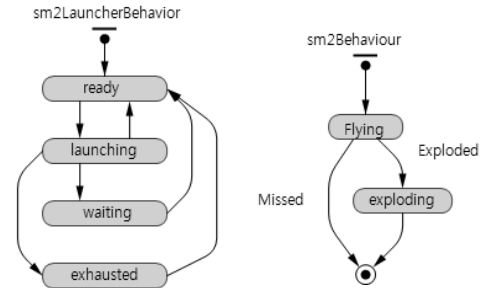 sm2LauncherBehavior
ready
launching
waiting
exhausted
sm2Behaviour
Flying
Exploded
Missed
exploding